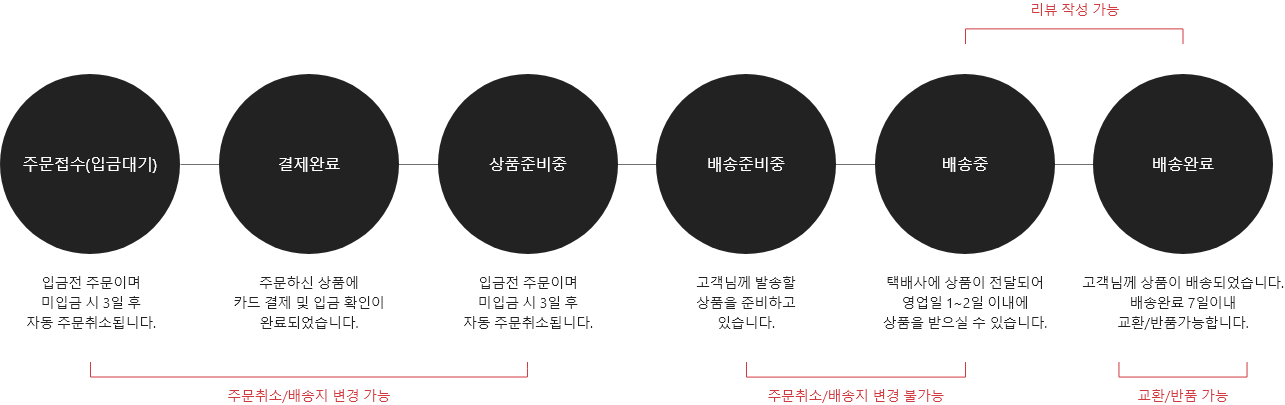 리뷰 작성 가능
주문접수(입금대기)
결제완료
상품준비중
배송준비중
배송중
배송완료
입금전 주문이며
미입금 시 3일 후
자동 주문취소됩니다.
주문하신 상품에
카드 결제 및 입금 확인이
완료되었습니다.
입금전 주문이며
미입금 시 3일 후
자동 주문취소됩니다.
고객님께 발송할
상품을 준비하고
있습니다.
택배사에 상품이 전달되어
영업일 1~2일 이내에
상품을 받으실 수 있습니다.
고객님께 상품이 배송되었습니다.
배송완료 7일이내
교환/반품가능합니다.
주문취소/배송지 변경 가능
주문취소/배송지 변경 불가능
교환/반품 가능